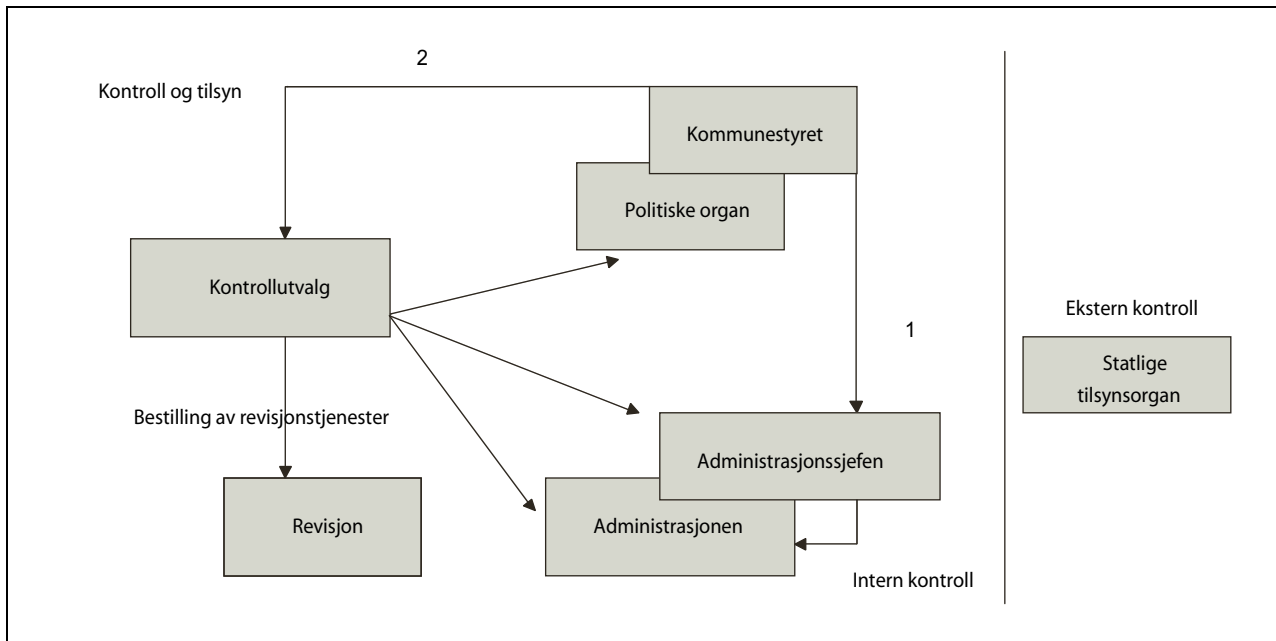 2
Kontroll og tilsyn
Kommunestyret
Politiske organ
Kontrollutvalg
Ekstern kontroll
1
Statlige
tilsynsorgan
Bestilling av revisjonstjenester
Administrasjonssjefen
Revisjon
Administrasjonen
Intern kontroll